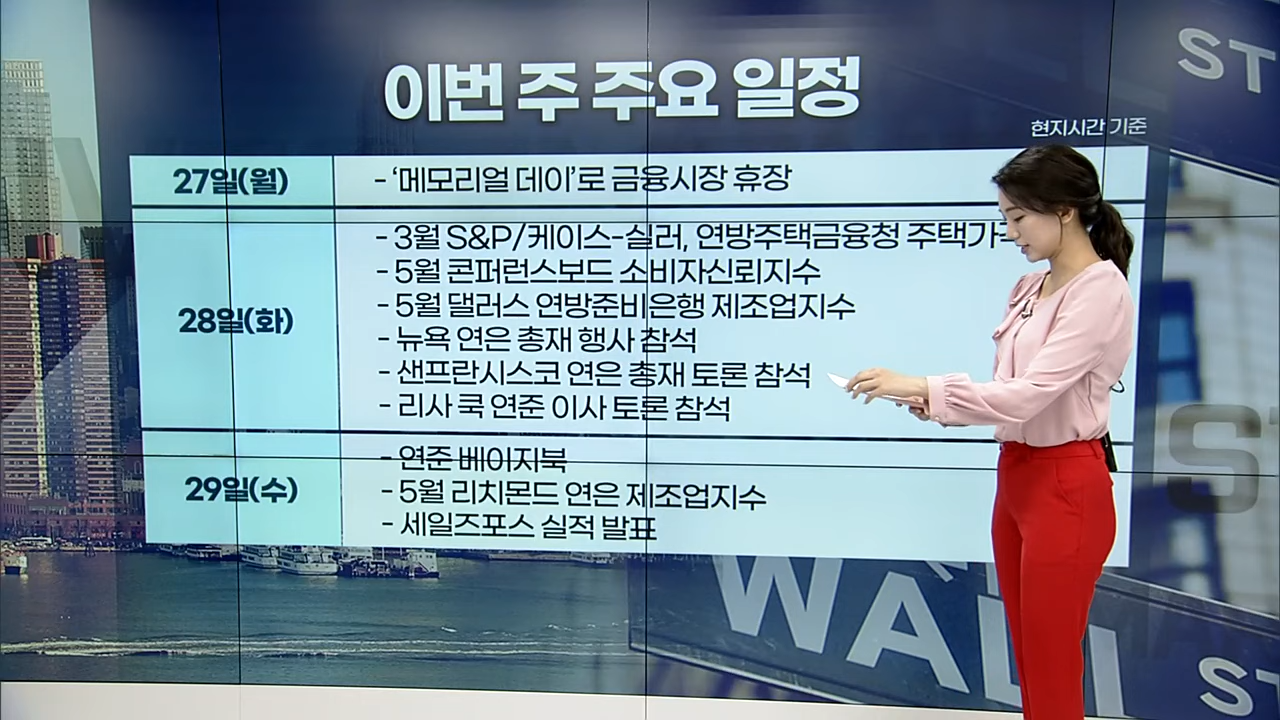 이번 주 주요 일정
현지시간 기준
27일(월)
- ‘메모리얼 데이’로 금융시장 휴장
28일(화)
- 3월 S&P/케이스-실러, 연방주택금융청
- 5월 콘퍼런스보드 소비자신뢰지수
- 5월 댈러스 연방준비은행 제조업지수
- 뉴욕 연은 총재 행사 참석
- 샌프란시스코 연은 총재 토론 참석
- 리사 쿡 연준 이사 토론 참석
29일(수)
- 연준 베이지북
- 5월 리치몬드 연은 제조업지수
- 세일즈포스 실적 발표
ST
ST
WALL
ST